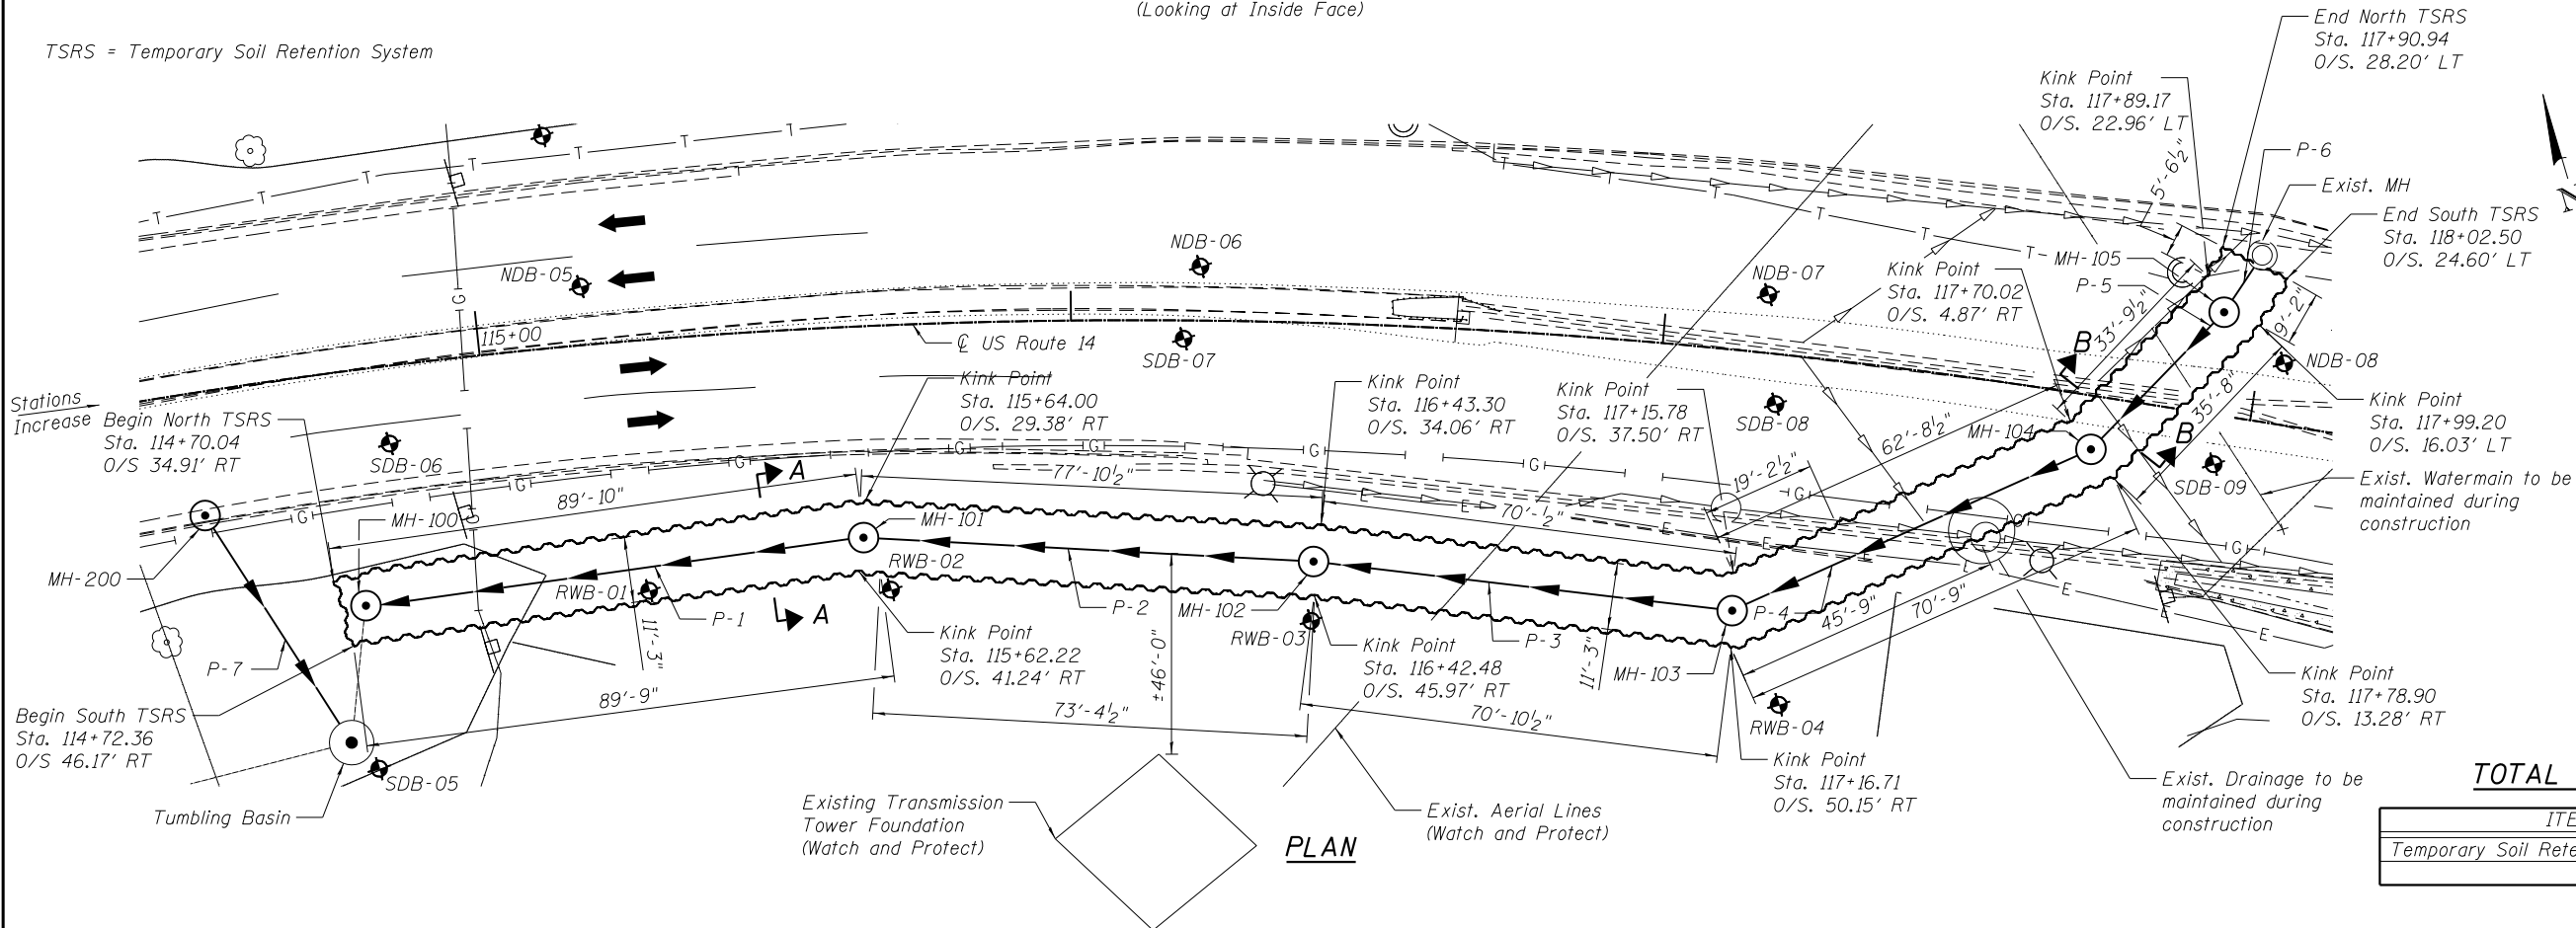 (Looking at Inside Face)
TSRS = Temporary Soil Retention System
End North TSRS
Sta. 117+90.94
O/S. 28.20' LT
Kink Point
Sta. 117+89.17
O/S. 22.96' LT
5'-6½"
P-6
Exist. MH
End South TSRS
Sta. 118+02.50
O/S. 24.60' LT
T T T T T
T T T T
NDB-05
NDB-06
NDB-07
T T T T T T
MH-105
P-5
Kink Point
Sta. 117+70.02
O/S. 4.87' RT
33'-9½"
9'-2"
NDB-08
B
35'-8"
B
Kink Point
Sta. 117+99.20
O/S. 16.03' LT
G
115+00
℄ US Route 14
SDB-07
Stations
Increase
Begin North TSRS
Sta. 114+70.04
O/S 34.91' RT
SDB-06
Kink Point
Sta. 115+64.00
O/S. 29.38' RT
Kink Point
Sta. 116+43.30
O/S. 34.06' RT
Kink Point
Sta. 117+15.78
O/S. 37.50' RT
SDB-08
62'-8½"
MH-104
SDB-09
Exist. Watermain to be
maintained during
construction
G G G G G G G G G
A
77'-10½"
89'-10"
19'-2½"
70'-½"
E E E E E
MH-100
MH-101
MH-200
RWB-01
RWB-02
P-1
P-2
MH-102
P-3
P-4
11'-3"
A
RWB-03
11'-3"
MH-103
45'-9"
70'-9"
E E E
P-7
89'-9"
Kink Point
Sta. 115+62.22
O/S. 41.24' RT
±46'-0"
Kink Point
Sta. 116+42.48
O/S. 45.97' RT
73'-4½"
70'-10½"
RWB-04
Kink Point
Sta. 117+78.90
O/S. 13.28' RT
Begin South TSRS
Sta. 114+72.36
O/S 46.17' RT
SDB-05
Tumbling Basin
Kink Point
Sta. 117+16.71
O/S. 50.15' RT
Exist. Drainage to be
maintained during
construction
Existing Transmission
Tower Foundation
(Watch and Protect)
Exist. Aerial Lines
(Watch and Protect)
PLAN
TOTAL
ITE
Temporary Soil Rete